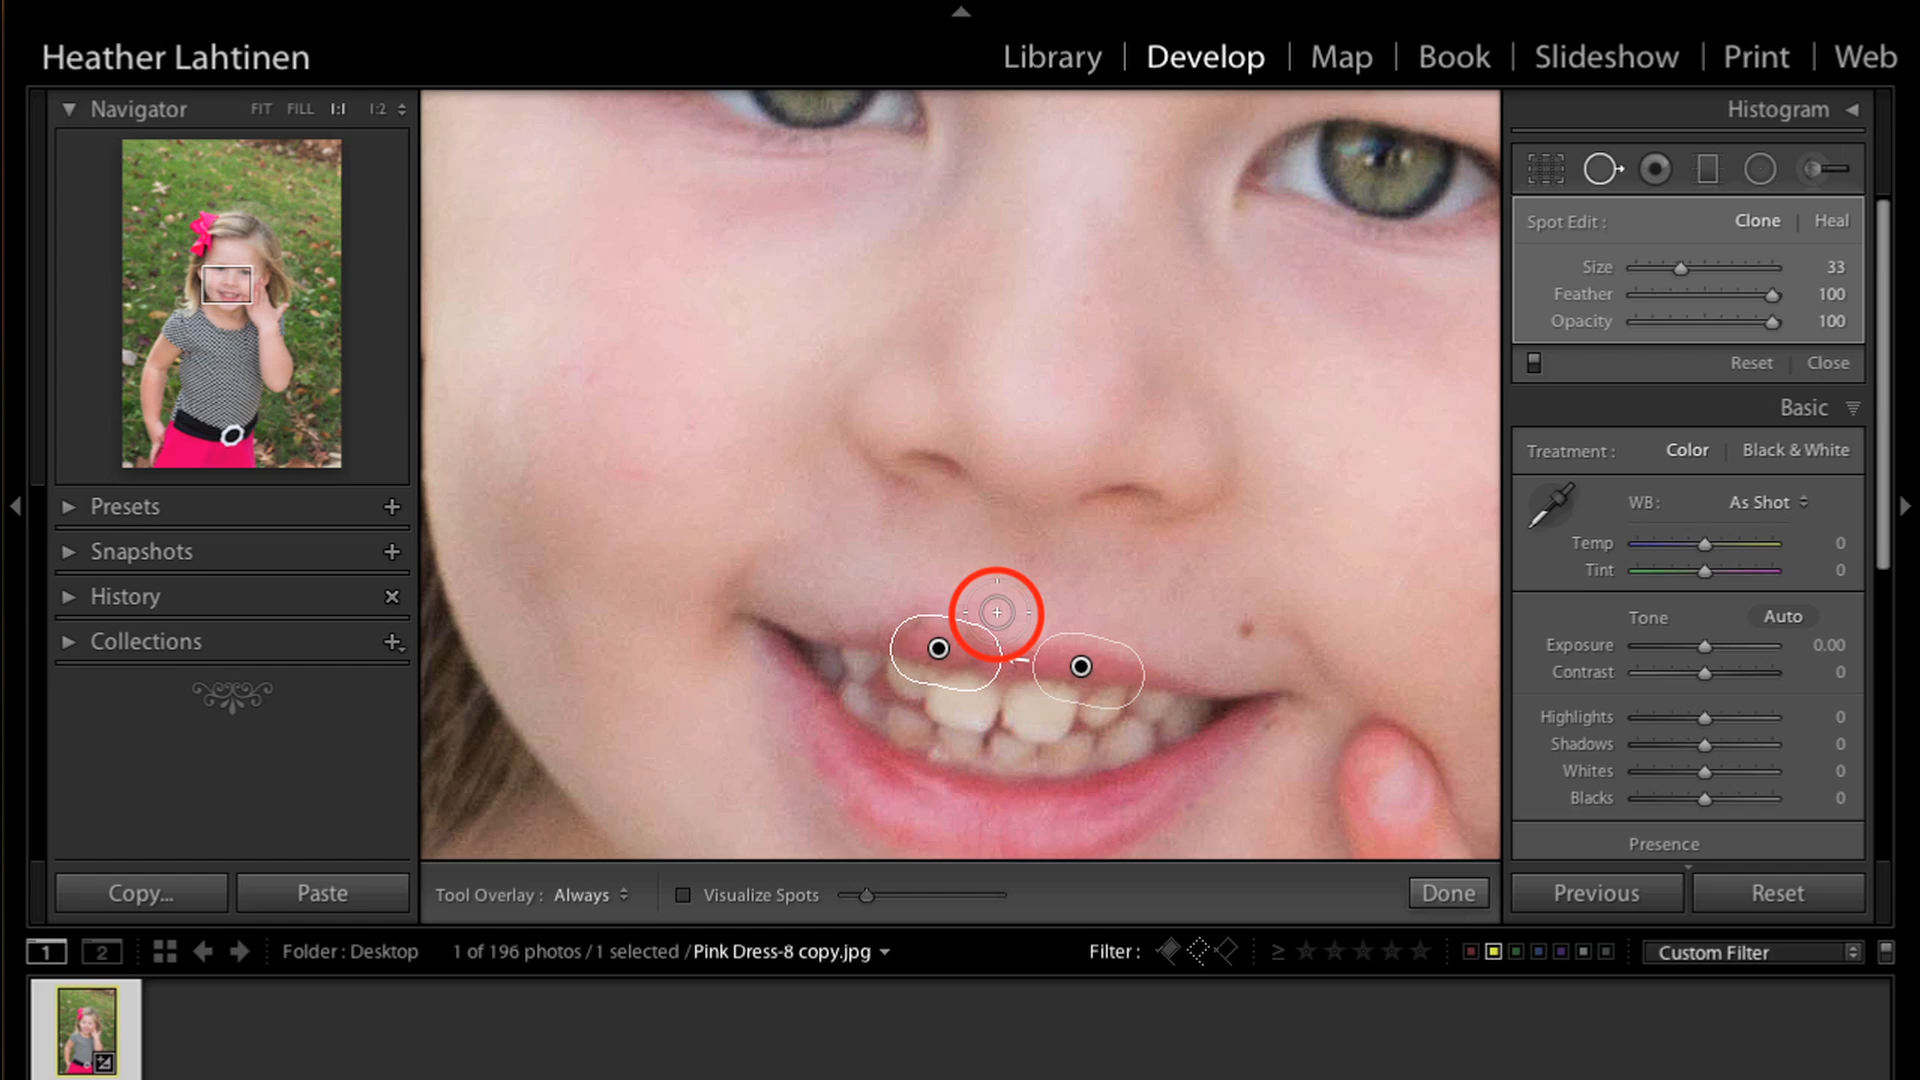 Heather Lahtinen
Library | Develop | Map | Book | Slideshow | Print | Web
Navigator FIT FILL 1:1 1:2
Histogram
Spot Edit : Clone | Heal
Size 33
Feather 100
Opacity 100
Reset | Close
Basic
Treatment : Color | Black & White
WB : As Shot
Temp 0
Tint 0
Tone Auto
Exposure 0.00
Contrast 0
Highlights 0
Shadows 0
Whites 0
Blacks 0
Presence
Presets
Snapshots
History
Collections
Copy... Paste
Tool Overlay : Always Visualize Spots Done
Previous Reset
1 2 Folder : Desktop 1 of 196 photos / 1 selected / Pink Dress-8 copy.jpg Filter : ≥ Custom Filter